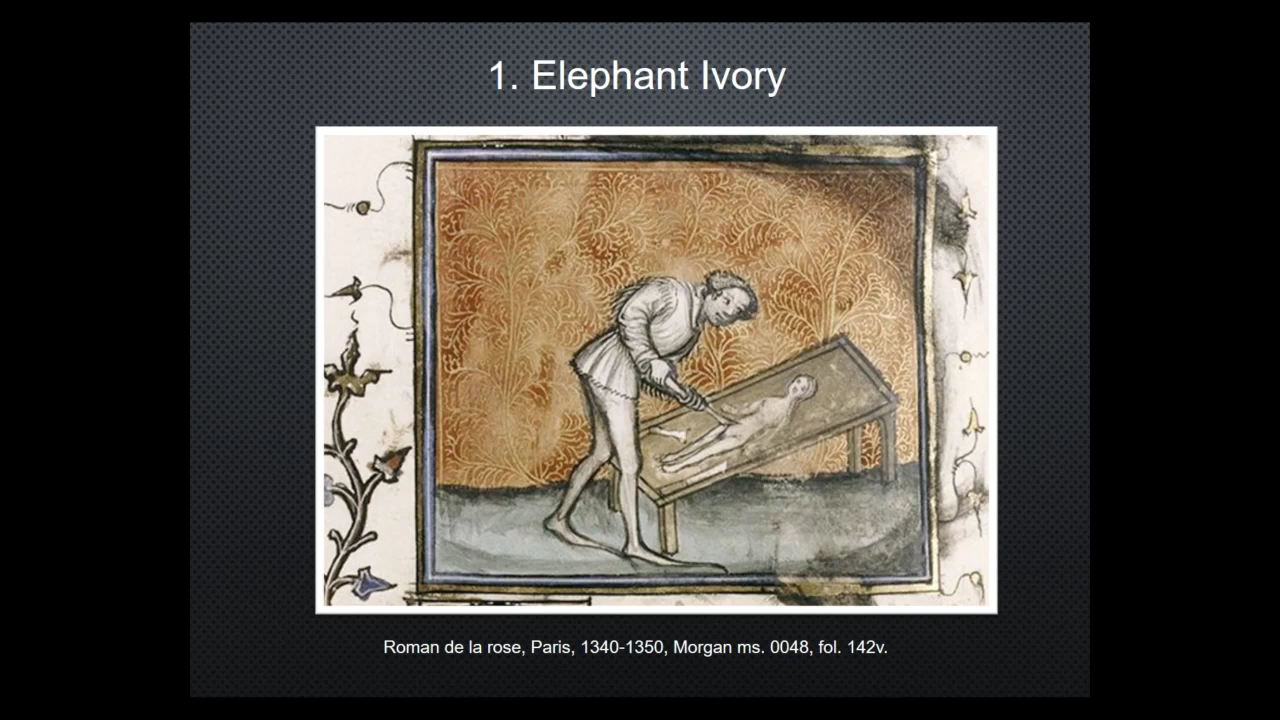 1. Elephant Ivory
Roman de la rose, Paris, 1340-1350, Morgan ms. 0048, fol. 142v.